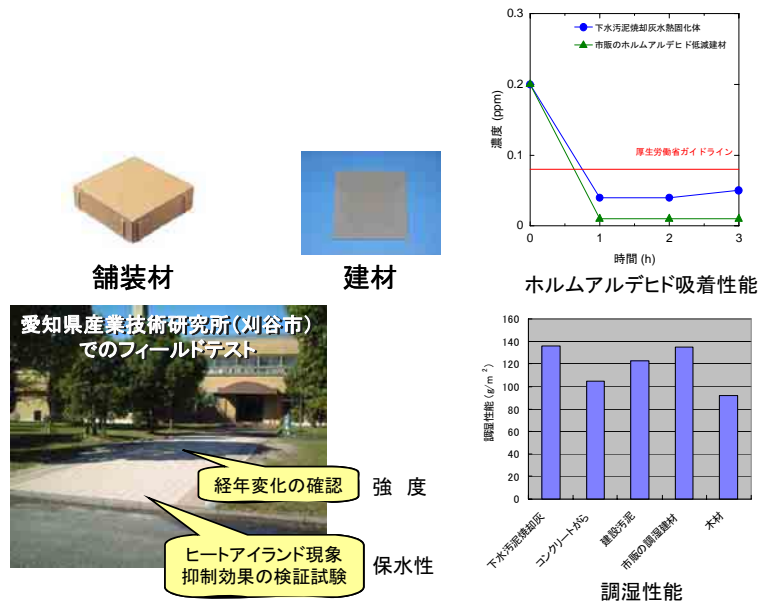 舗装材
建材
0.3
0.2
0.1
0.0
濃度 (ppm)
下水汚泥焼却灰水熱固化体
市販のホルムアルデヒド低減建材
厚生労働省ガイドライン
0
1
2
3
時間 (h)
ホルムアルデヒド吸着性能
愛知県産業技術研究所(刈谷市)
でのフィールドテスト
経年変化の確認
強 度
ヒートアイランド現象
抑制効果の検証試験
保水性
160
140
120
100
80
60
40
20
0
調湿性能 (g/m²)
下水汚泥焼却灰
コンクリートがら
建設汚泥
市販の調湿建材
木材
調湿性能